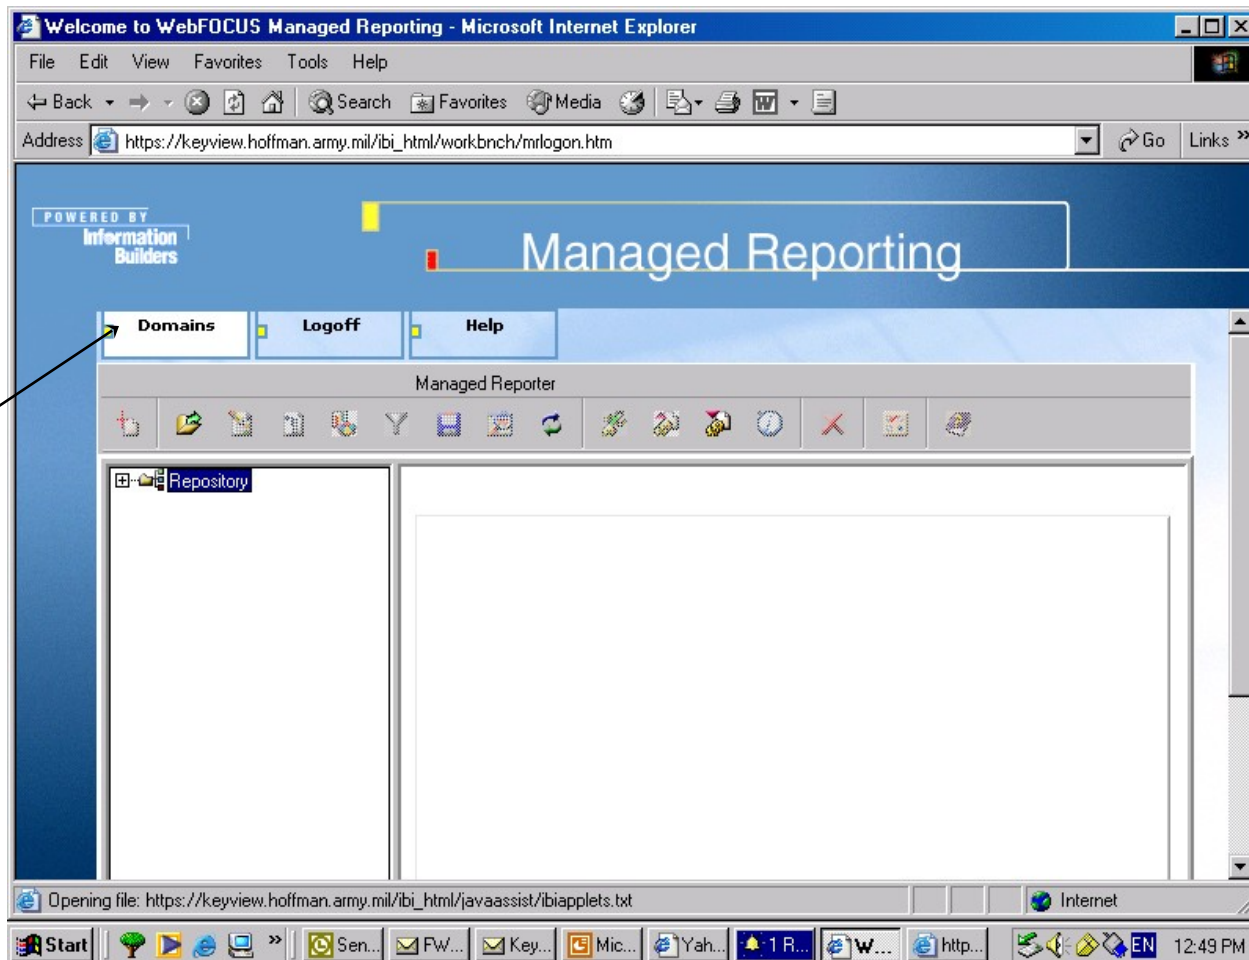 Welcome to WebFOCUS Managed Reporting - Microsoft Internet Explorer
File Edit View Favorites Tools Help
Back Search Favorites Media
Address https://keyview.hoffman.army.mil/ibi_html/workbnch/mrlogon.htm Go Links »
POWERED BY
Information
Builders
Managed Reporting
Domains Logoff Help
Managed Reporter
Repository
Opening file: https://keyview.hoffman.army.mil/ibi_html/javaassist/ibiapplets.txt Internet
Start » Sen... FW... Key... Mic... Yah... 1 R... W... http... EN 12:49 PM